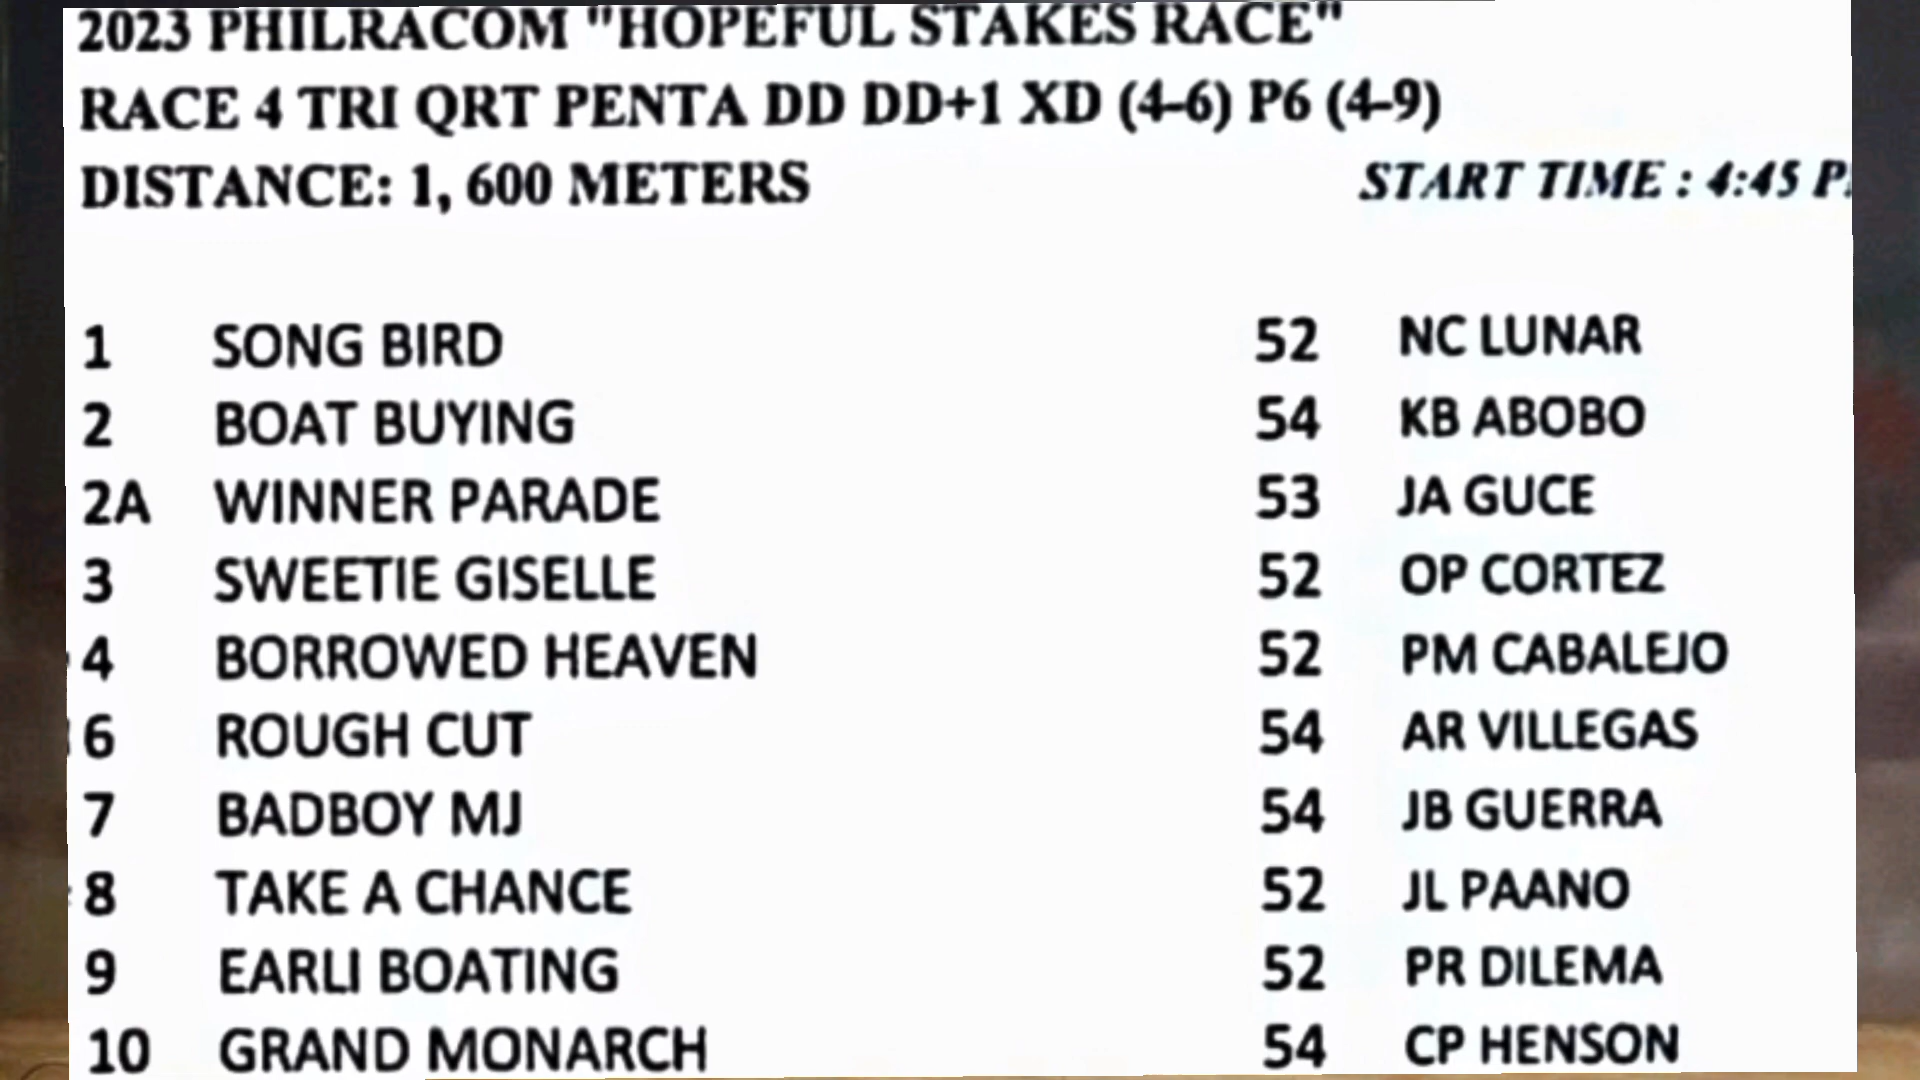 2023 PHILRACOM "HOPEFUL STAKES RACE"
RACE 4 TRI QRT PENTA DD DD+1 XD (4-6) P6 (4-9)
DISTANCE: 1, 600 METERS START TIME : 4:45 P
1 SONG BIRD 52 NC LUNAR
2 BOAT BUYING 54 KB ABOBO
2A WINNER PARADE 53 JA GUCE
3 SWEETIE GISELLE 52 OP CORTEZ
4 BORROWED HEAVEN 52 PM CABALEJO
6 ROUGH CUT 54 AR VILLEGAS
7 BADBOY MJ 54 JB GUERRA
8 TAKE A CHANCE 52 JL PAANO
9 EARLI BOATING 52 PR DILEMA
10 GRAND MONARCH 54 CP HENSON